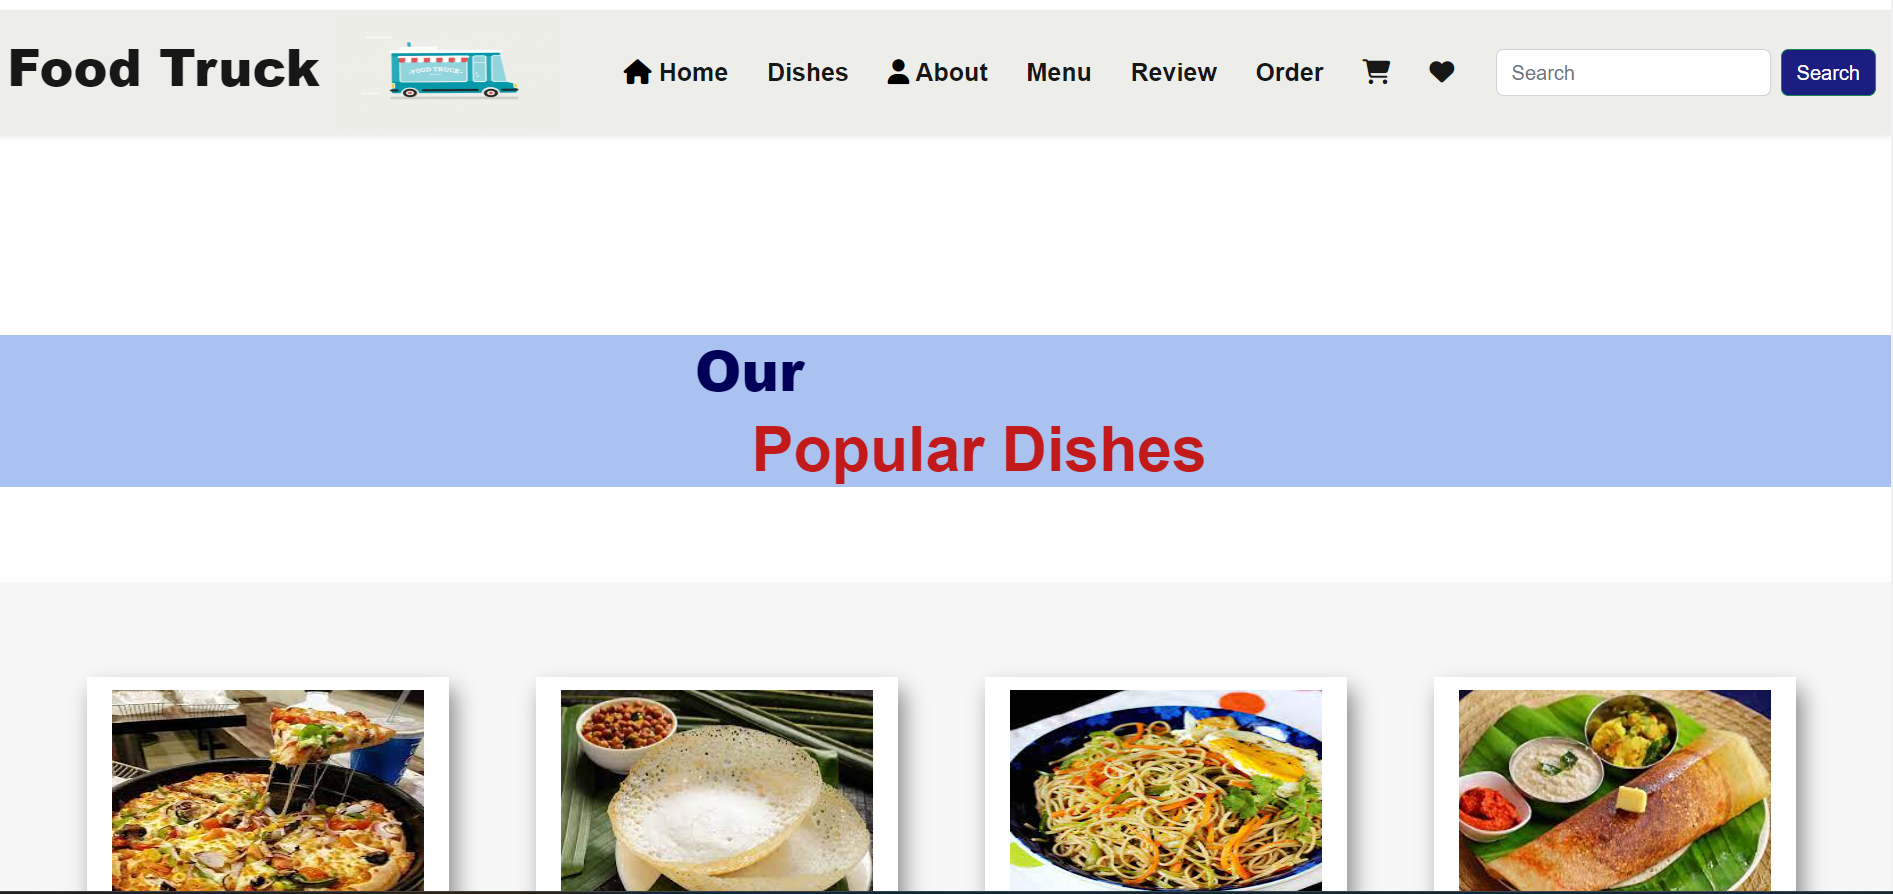 Food Truck
FOOD TRUCK
Home Dishes About Menu Review Order Search Search
Our
Popular Dishes